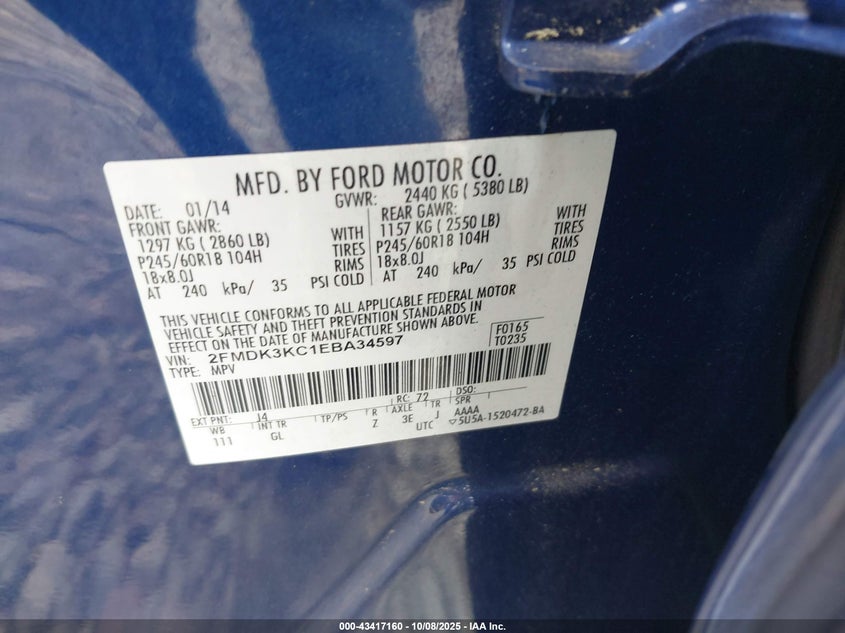 MFD. BY FORD MOTOR CO.
DATE: 01/14 GVWR: 2440 KG ( 5380 LB)
FRONT GAWR: REAR GAWR:
1297 KG ( 2860 LB) WITH 1157 KG ( 2550 LB) WITH
P245/60R18 104H TIRES P245/60R18 104H TIRES
18x8.0J RIMS 18x8.0J RIMS
AT 240 kPa/ 35 PSI COLD AT 240 kPa/ 35 PSI COLD
THIS VEHICLE CONFORMS TO ALL APPLICABLE FEDERAL MOTOR
VEHICLE SAFETY AND THEFT PREVENTION STANDARDS IN
EFFECT ON THE DATE OF MANUFACTURE SHOWN ABOVE.
VIN: 2FMDK3KC1EBA34597 F0165
TYPE: MPV T0235
EXT PNT: J4 RC: 72 DSO:
WB INT TR TP/PS R AXLE TR SPR
111 GL Z 3E J AAAA
UTC ▽5U5A-1520472-BA
000-43417160 - 10/08/2025 - IAA Inc.